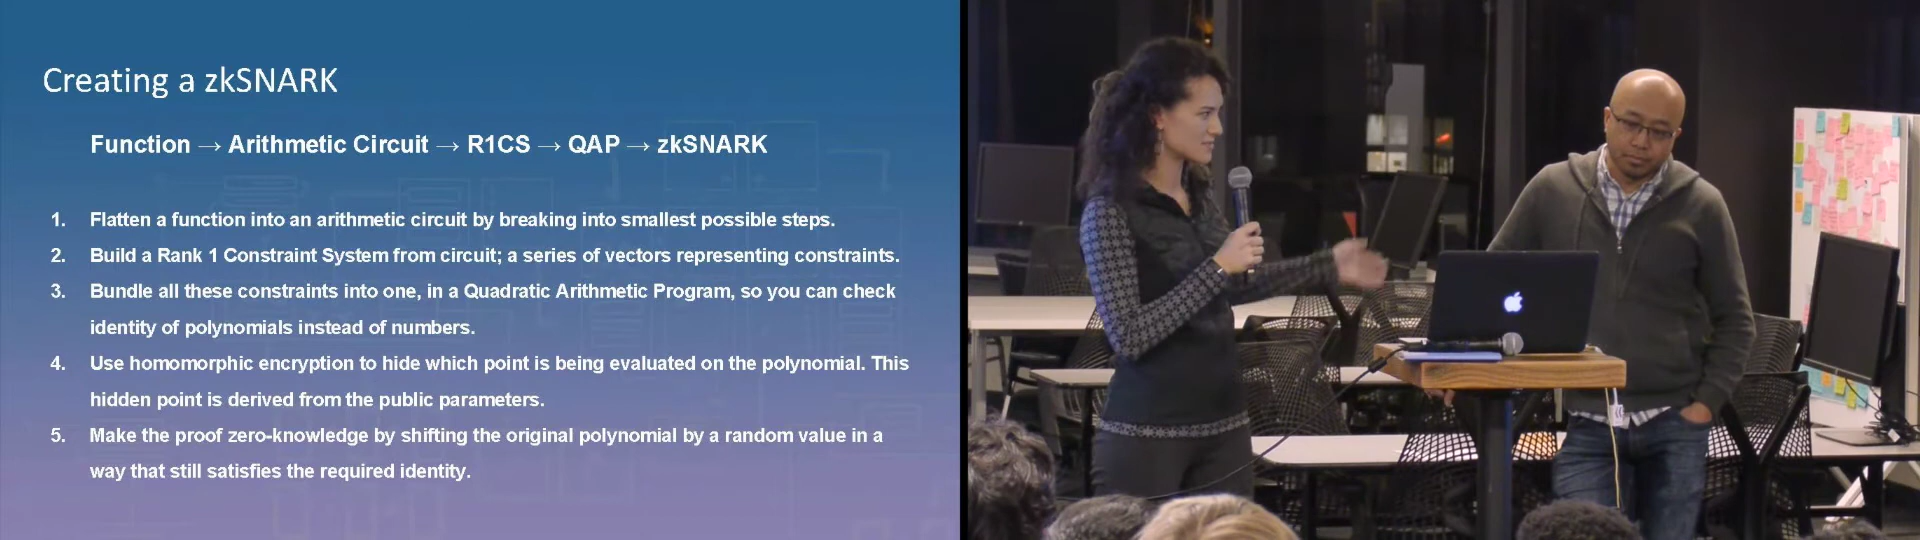 Creating a zkSNARK
Function → Arithmetic Circuit → R1CS → QAP → zkSNARK
1. Flatten a function into an arithmetic circuit by breaking into smallest possible steps.
2. Build a Rank 1 Constraint System from circuit; a series of vectors representing constraints.
3. Bundle all these constraints into one, in a Quadratic Arithmetic Program, so you can check
identity of polynomials instead of numbers.
4. Use homomorphic encryption to hide which point is being evaluated on the polynomial. This
hidden point is derived from the public parameters.
5. Make the proof zero-knowledge by shifting the original polynomial by a random value in a
way that still satisfies the required identity.